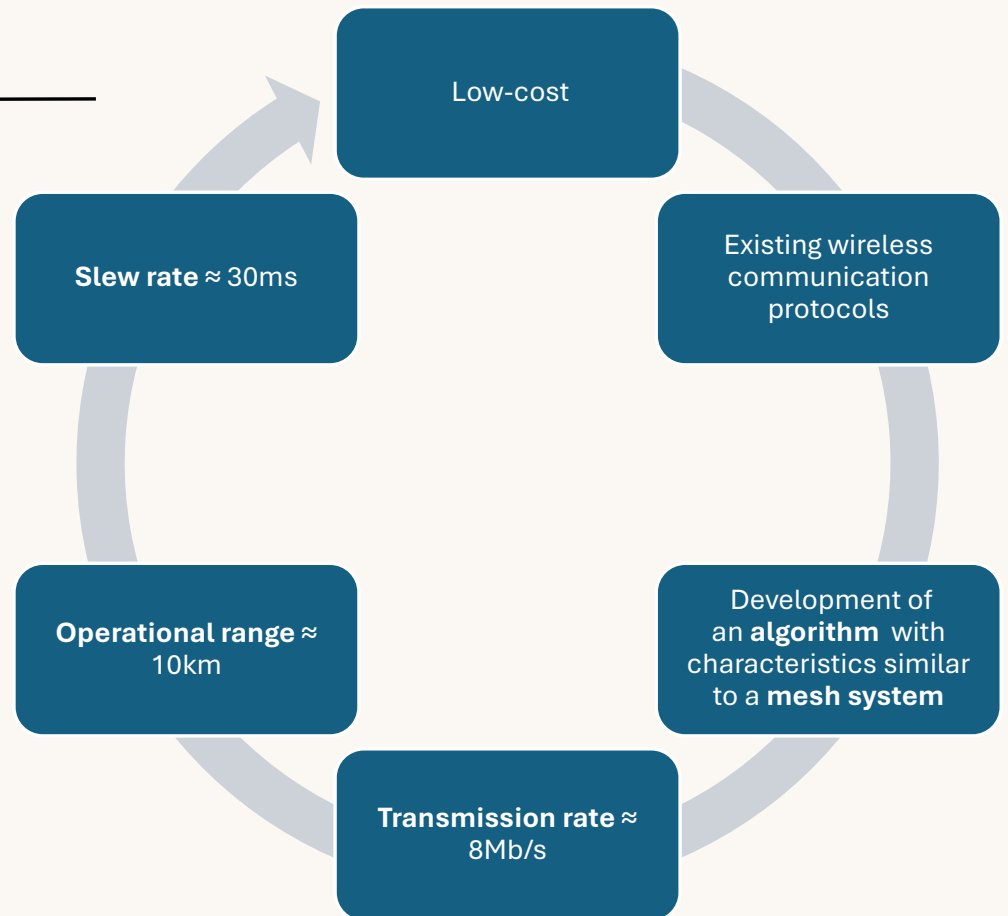 Low-cost
Existing wireless
communication
protocols
Development of
an algorithm with
characteristics similar
to a mesh system
Transmission rate ≈
8Mb/s
Operational range ≈
10km
Slew rate ≈ 30ms